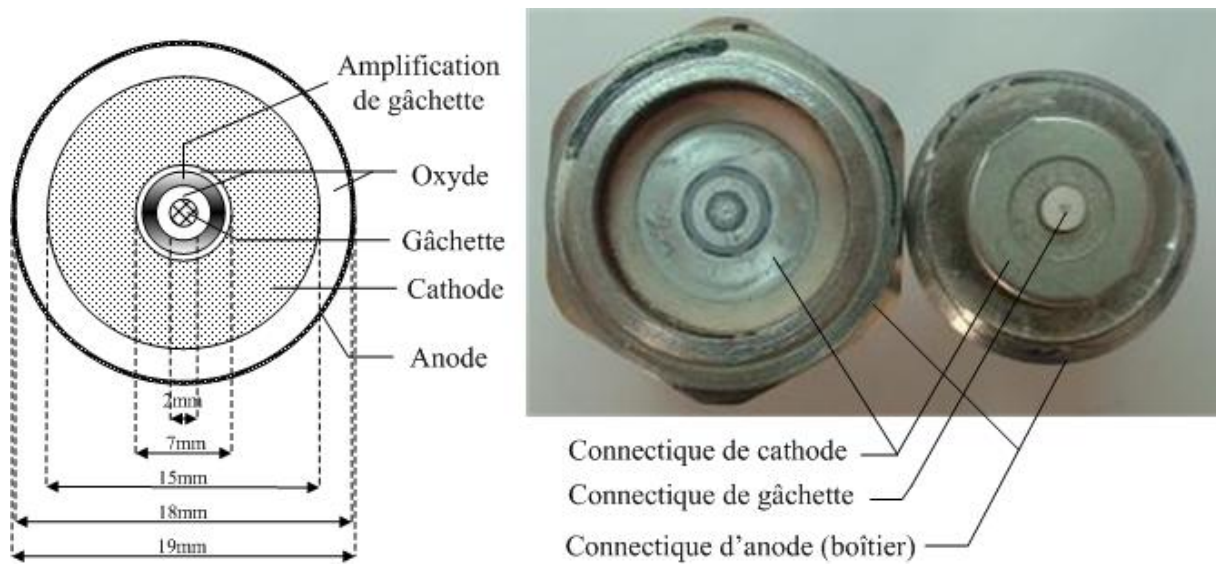 Amplification
de gâchette
Oxyde
Gâchette
Cathode
Anode
2mm
7mm
15mm
18mm
19mm
Connectique de cathode
Connectique de gâchette
Connectique d'anode (boîtier)